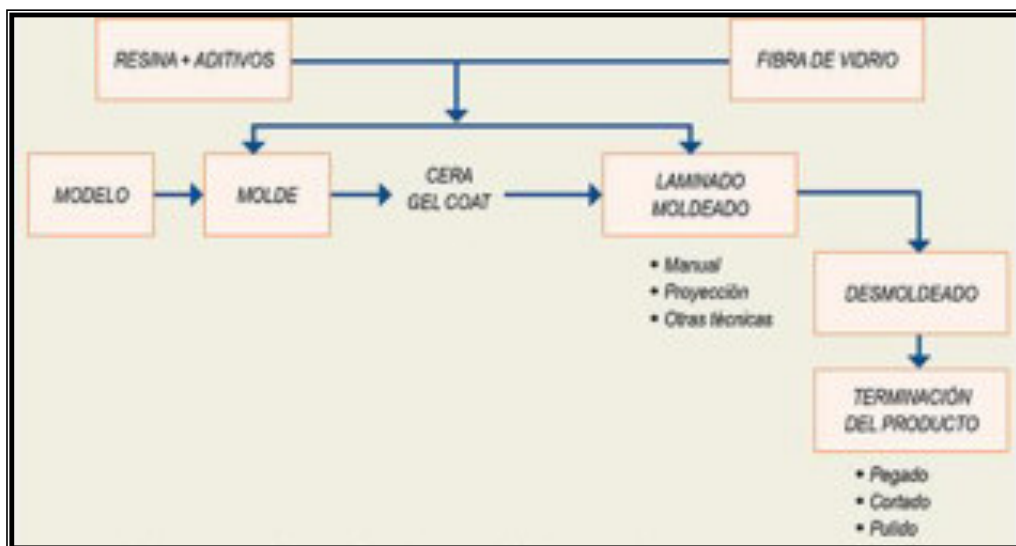 RESINA + ADITIVOS
FIBRA DE VIDRIO
MODELO
MOLDE
CERA
GEL COAT
LAMINADO
MOLDEADO
• Manual
• Proyección
• Otras técnicas
DESMOLDEADO
TERMINACIÓN
DEL PRODUCTO
• Pegado
• Cortado
• Pulido